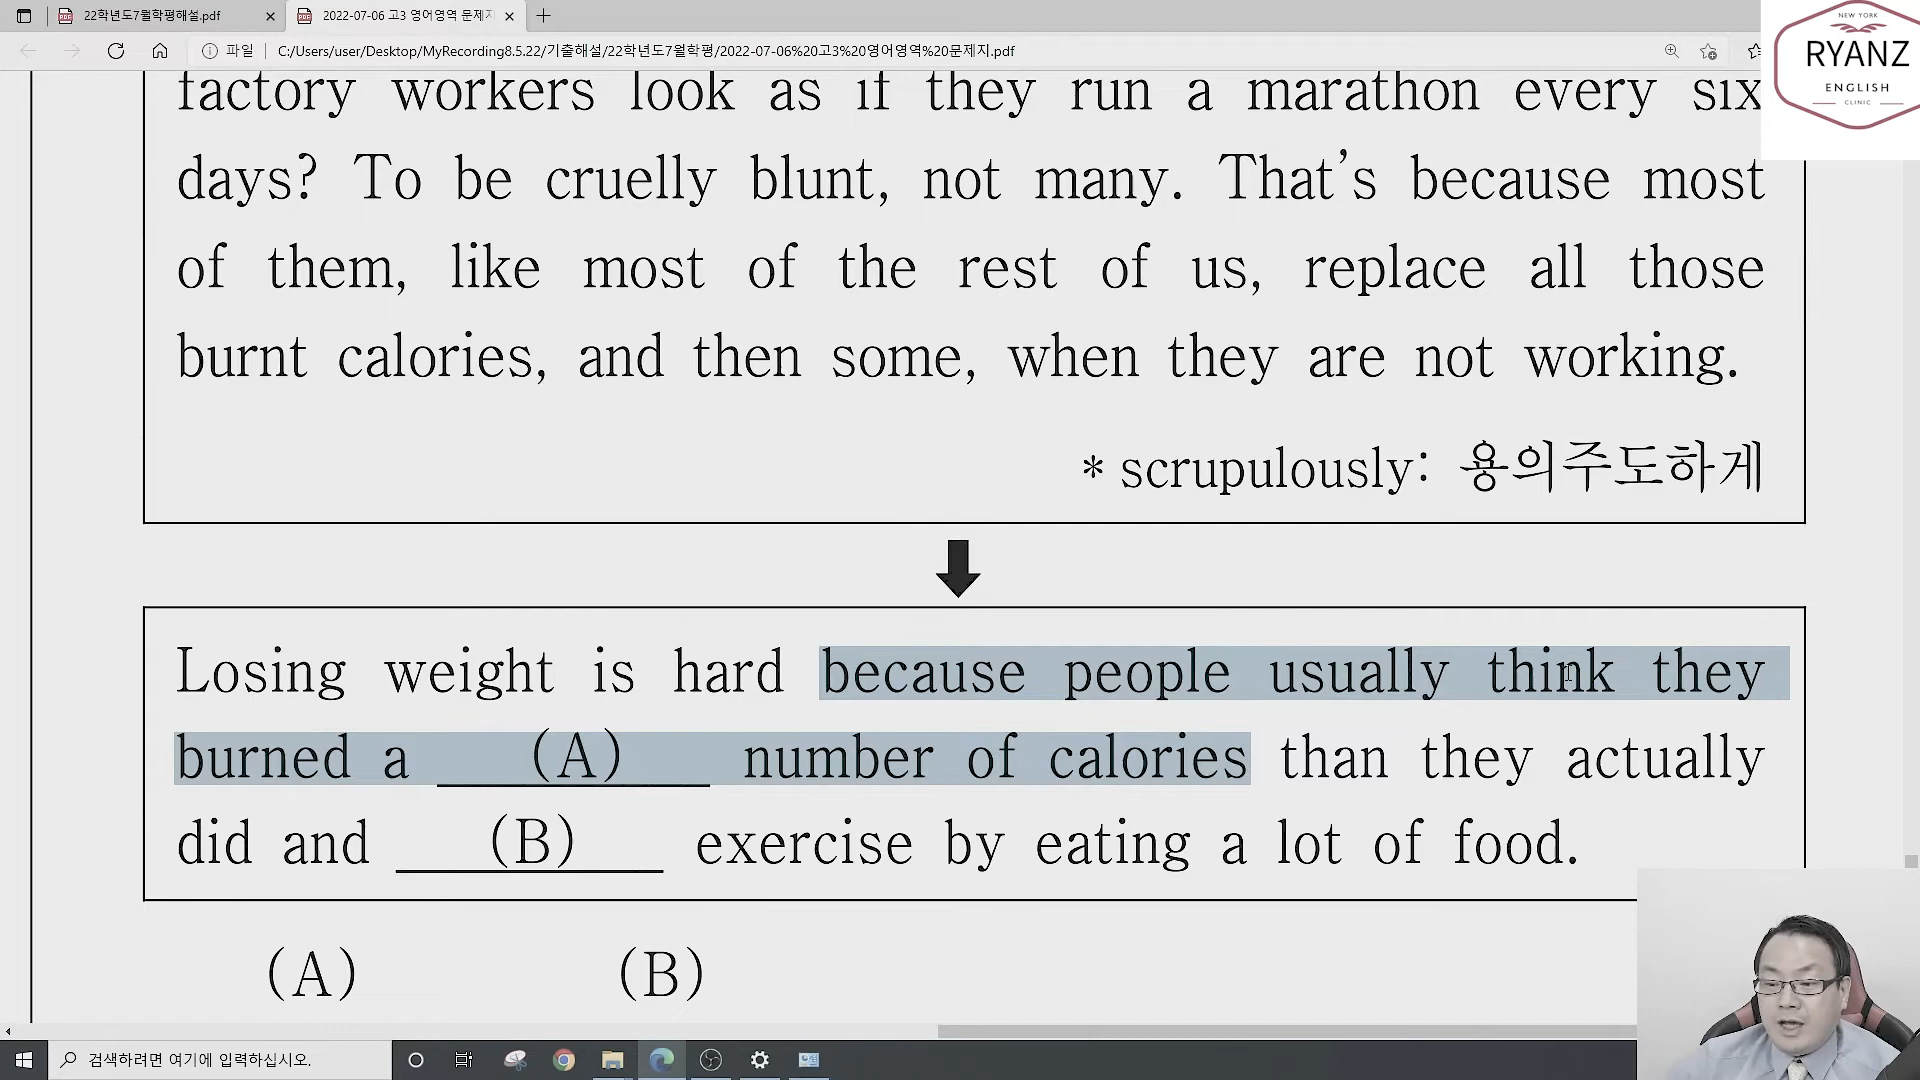 22학년도7월학평해설.pdf
2022-07-06 고3 영어영역 문제지
파일
C:/Users/user/Desktop/MyRecording8.5.22/기출해설/22학년도7월학평/2022-07-06%20고3%20영어영역%20문제지.pdf
NEW YORK
RYANZ
ENGLISH
CLINIC
factory workers look as if they run a marathon every six
days? To be cruelly blunt, not many. That's because most
of them, like most of the rest of us, replace all those
burnt calories, and then some, when they are not working.
* scrupulously: 용의주도하게
Losing weight is hard because people usually think they
burned a (A) number of calories than they actually
did and (B) exercise by eating a lot of food.
(A) (B)
검색하려면 여기에 입력하십시오.